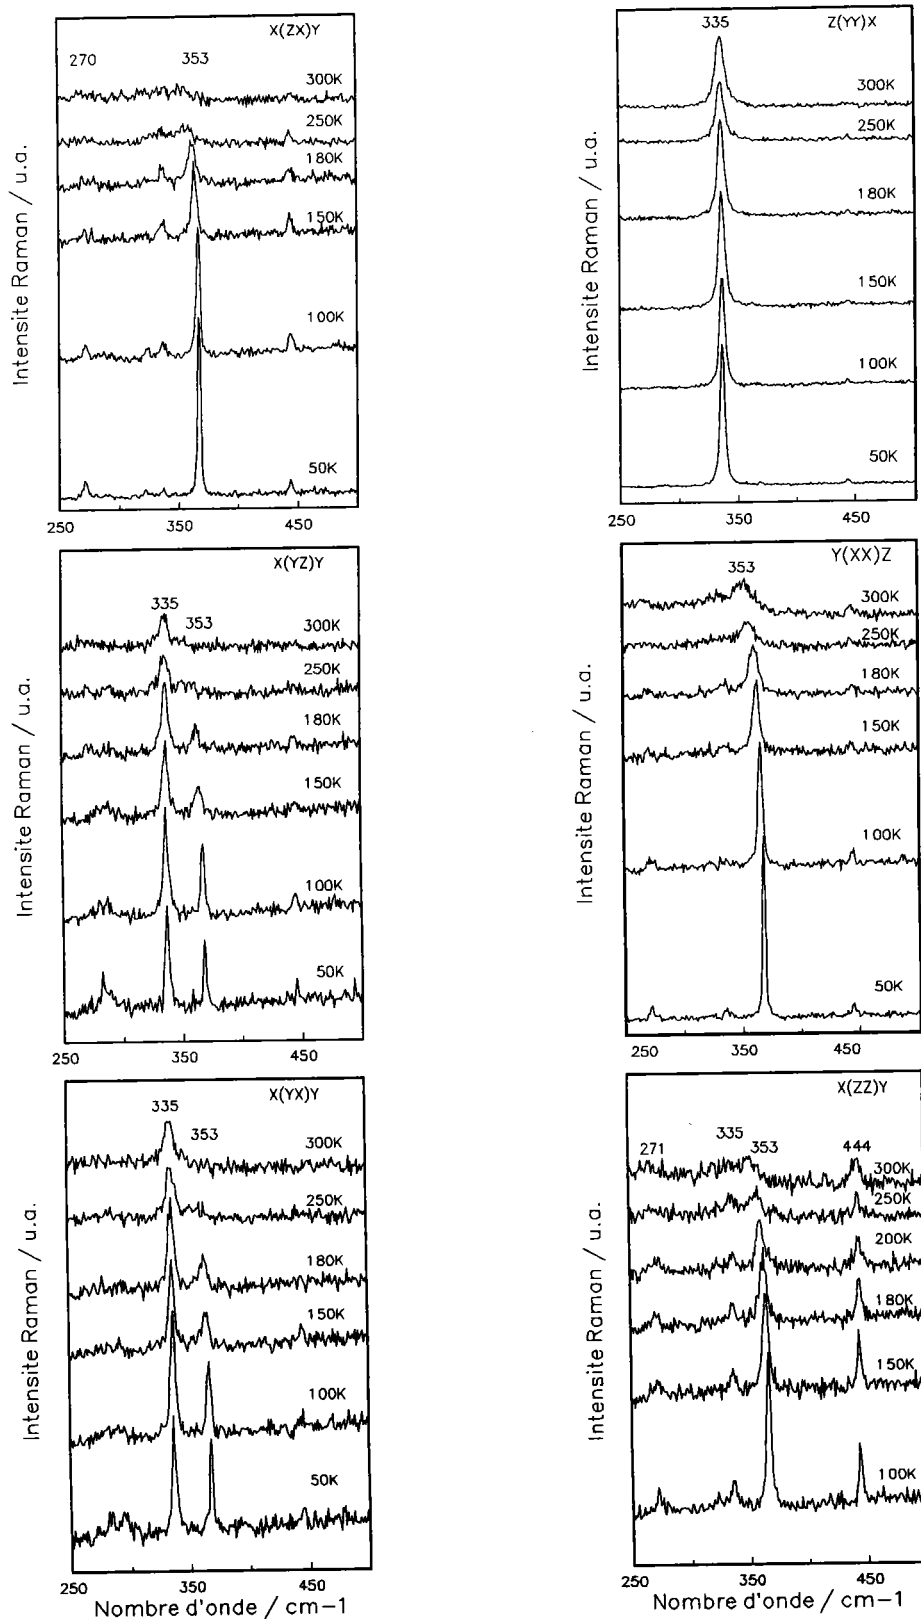 X(ZX)Y
270
353
300K
250K
180K
150K
100K
50K
Intensite Raman / u.a.
250
350
450
Z(YY)X
335
300K
250K
180K
150K
100K
50K
Intensite Raman / u.a.
250
350
450
X(YZ)Y
335
353
300K
250K
180K
150K
100K
50K
Intensite Raman / u.a.
250
350
450
Y(XX)Z
353
300K
250K
180K
150K
100K
50K
Intensite Raman / u.a.
250
350
450
X(YX)Y
335
353
300K
250K
180K
150K
100K
50K
Intensite Raman / u.a.
250
350
450
Nombre d'onde / cm-1
X(ZZ)Y
271
335
353
444
300K
250K
200K
180K
150K
100K
Intensite Raman / u.a.
250
350
450
Nombre d'onde / cm-1